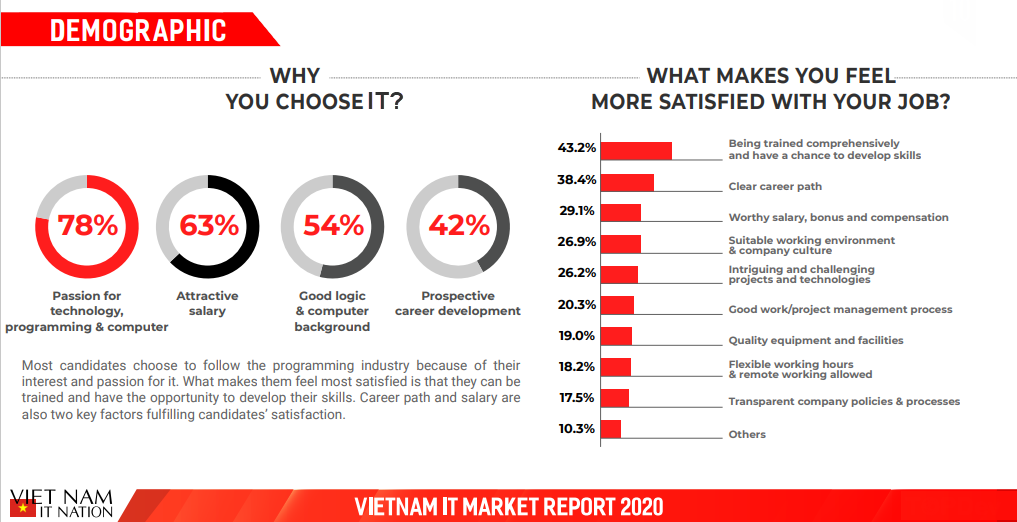 DEMOGRAPHIC
WHY
YOU CHOOSE IT?
78%
63%
54%
42%
Passion for
technology,
programming & computer
Attractive
salary
Good logic
& computer
background
Prospective
career development
Most candidates choose to follow the programming industry because of their
interest and passion for it. What makes them feel most satisfied is that they can be
trained and have the opportunity to develop their skills. Career path and salary are
also two key factors fulfilling candidates' satisfaction.
WHAT MAKES YOU FEEL
MORE SATISFIED WITH YOUR JOB?
43.2%
Being trained comprehensively
and have a chance to develop skills
38.4%
Clear career path
29.1%
Worthy salary, bonus and compensation
26.9%
Suitable working environment
& company culture
26.2%
Intriguing and challenging
projects and technologies
20.3%
Good work/project management process
19.0%
Quality equipment and facilities
18.2%
Flexible working hours
& remote working allowed
17.5%
Transparent company policies & processes
10.3%
Others
VIET NAM
IT NATION
VIETNAM IT MARKET REPORT 2020